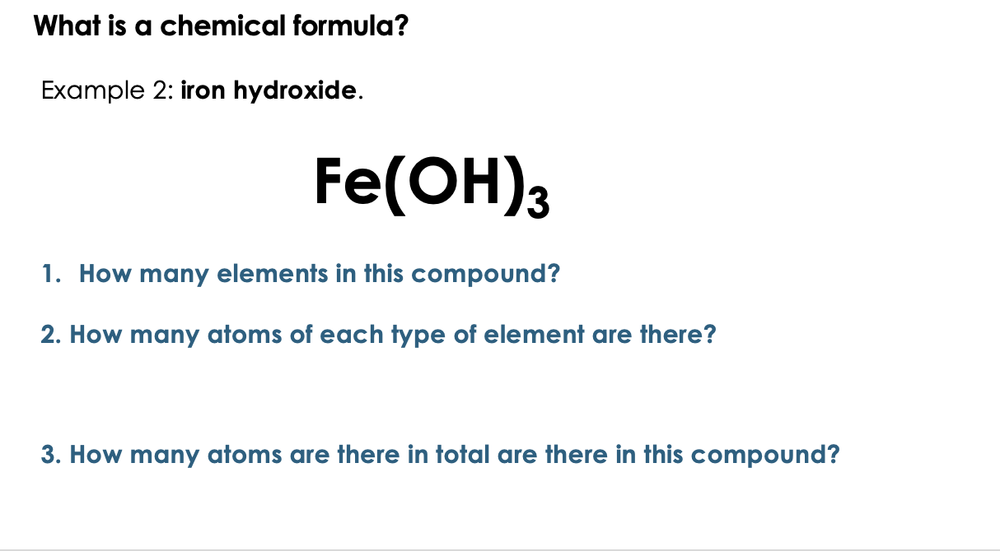 What is a chemical formula?
Example 2: iron hydroxide.
Fe(OH)₃
1. How many elements in this compound?
2. How many atoms of each type of element are there?
3. How many atoms are there in total are there in this compound?